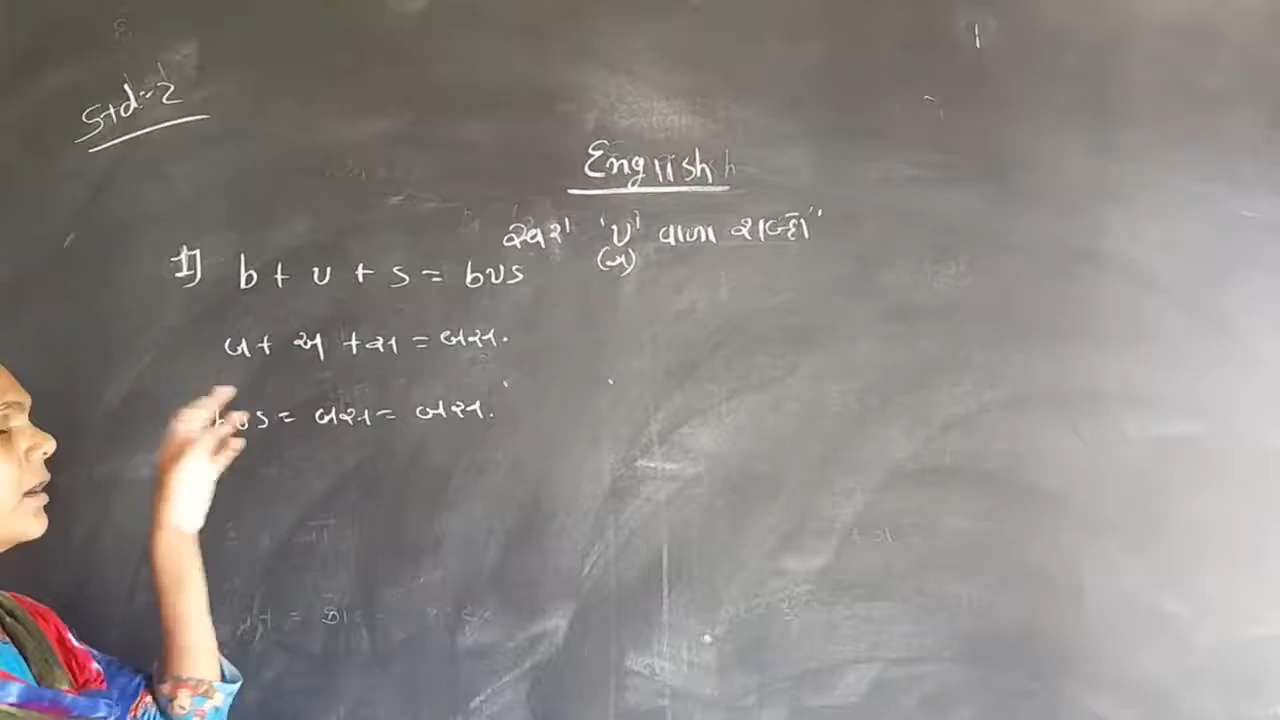 Std:-2
English
સ્વરો 'u' વાળા શબ્દો"
(અ)
1] b + u + s = bus
બ + અ + સ = બસ.
bus = બસ = બસ.